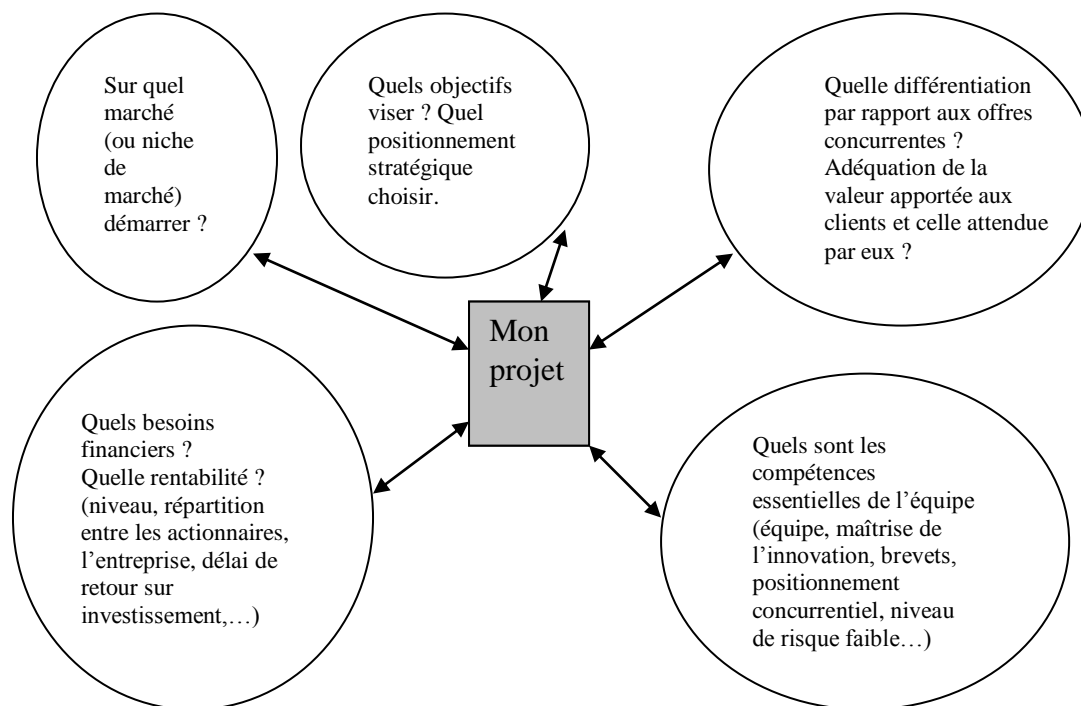 Sur quel
marché
(ou niche
de
marché)
démarrer ?
Quels objectifs
viser ? Quel
positionnement
stratégique
choisir.
Quelle différentiation
par rapport aux offres
concurrentes ?
Adéquation de la
valeur apportée aux
clients et celle attendue
par eux ?
Mon
projet
Quels besoins
financiers ?
Quelle rentabilité ?
(niveau, répartition
entre les actionnaires,
l’entreprise, délai de
retour sur
investissement,…)
Quels sont les
compétences
essentielles de l’équipe
(équipe, maîtrise de
l’innovation, brevets,
positionnement
concurrentiel, niveau
de risque faible…)